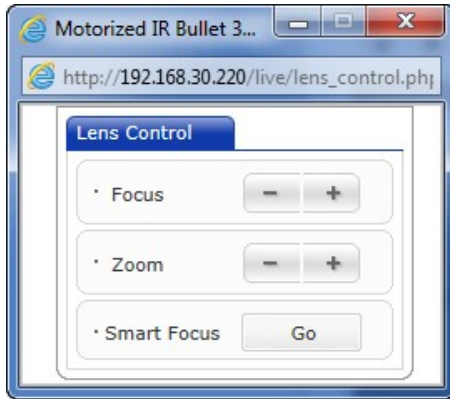 Motorized IR Bullet 3...
http://192.168.30.220/live/lens_control.php
Lens Control
· Focus - +
· Zoom - +
· Smart Focus Go